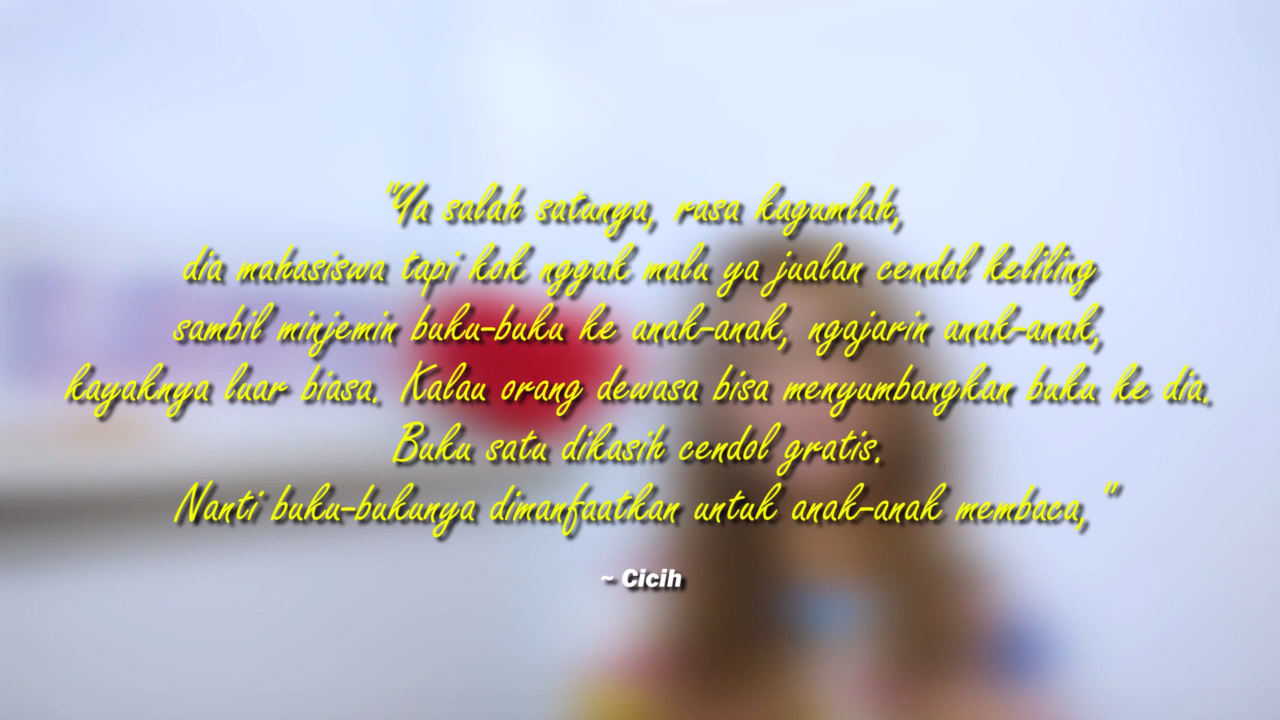 "Ya salah satunya, rasa kagumlah,
dia mahasiswa tapi kok nggak malu ya jualan cendol keliling
sambil minjemin buku-buku ke anak-anak, ngajarin anak-anak,
kayaknya luar biasa. Kalau orang dewasa bisa menyumbangkan buku ke dia.
Buku satu dikasih cendol gratis.
Nanti buku-bukunya dimanfaatkan untuk anak-anak membaca,"
~ Cicih